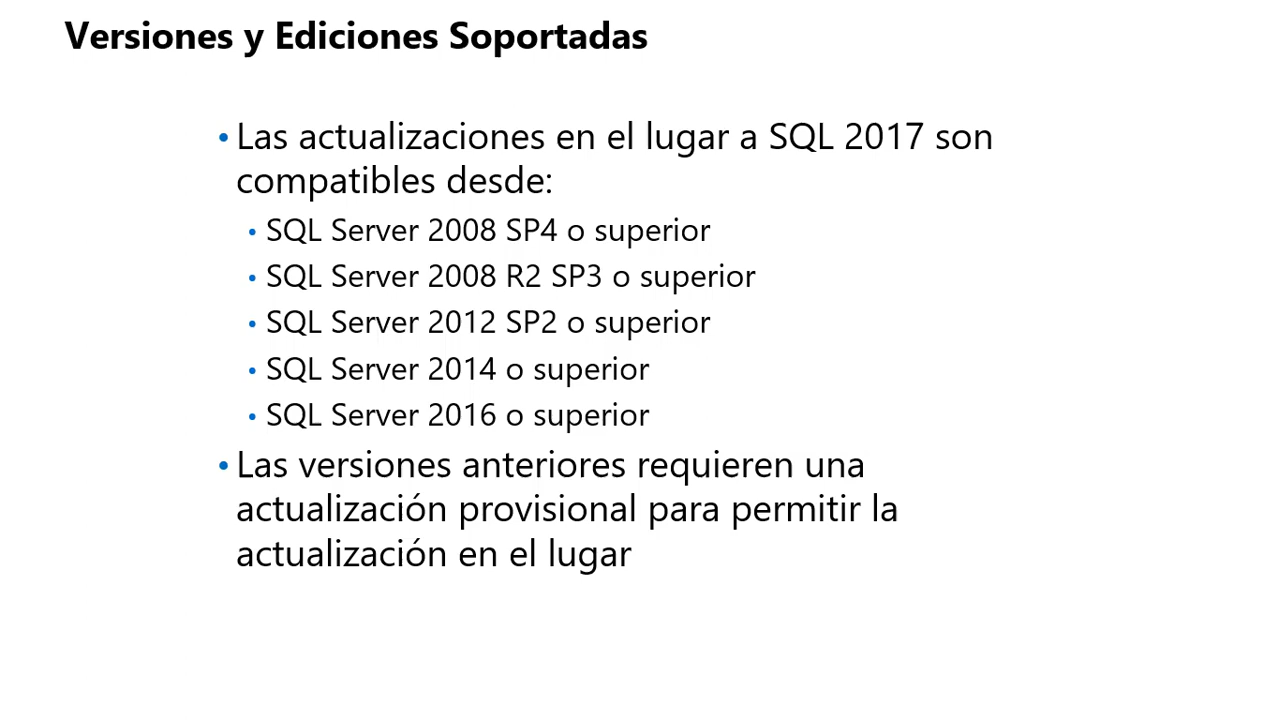 Versiones y Ediciones Soportadas
• Las actualizaciones en el lugar a SQL 2017 son
compatibles desde:
• SQL Server 2008 SP4 o superior
• SQL Server 2008 R2 SP3 o superior
• SQL Server 2012 SP2 o superior
• SQL Server 2014 o superior
• SQL Server 2016 o superior
• Las versiones anteriores requieren una
actualización provisional para permitir la
actualización en el lugar